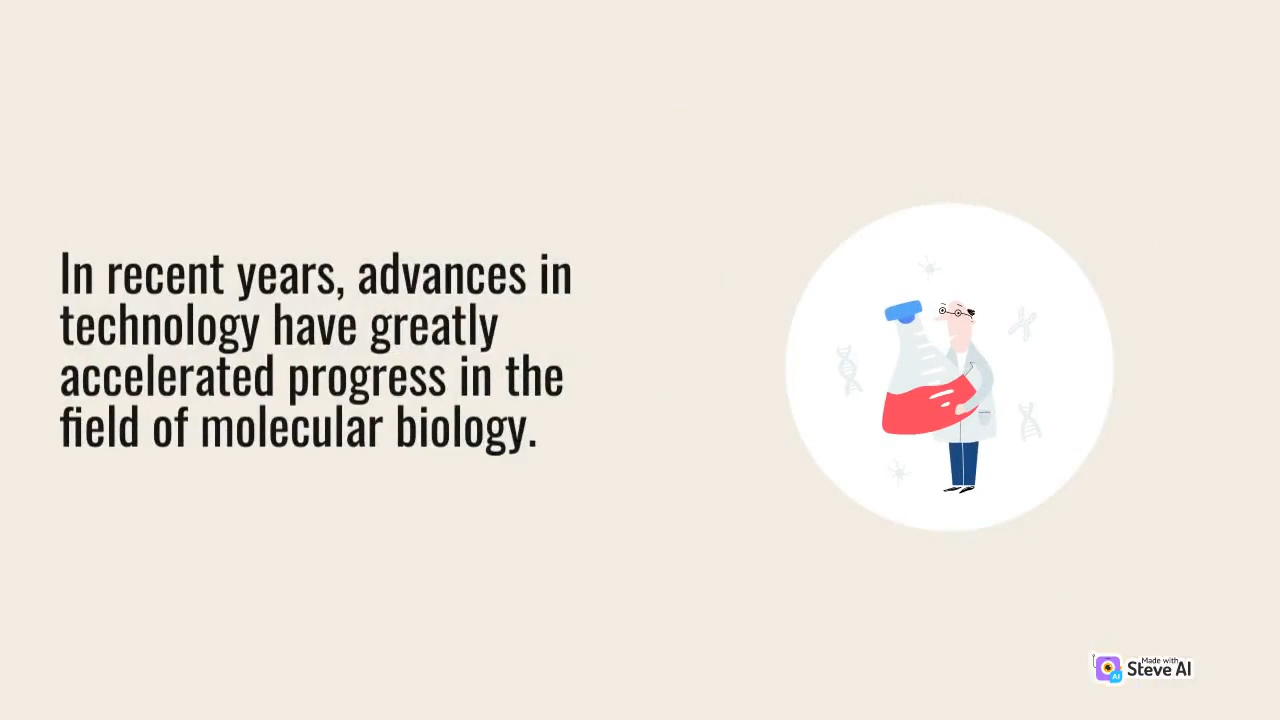 In recent years, advances in
technology have greatly
accelerated progress in the
field of molecular biology.
Made with
Steve AI
AI